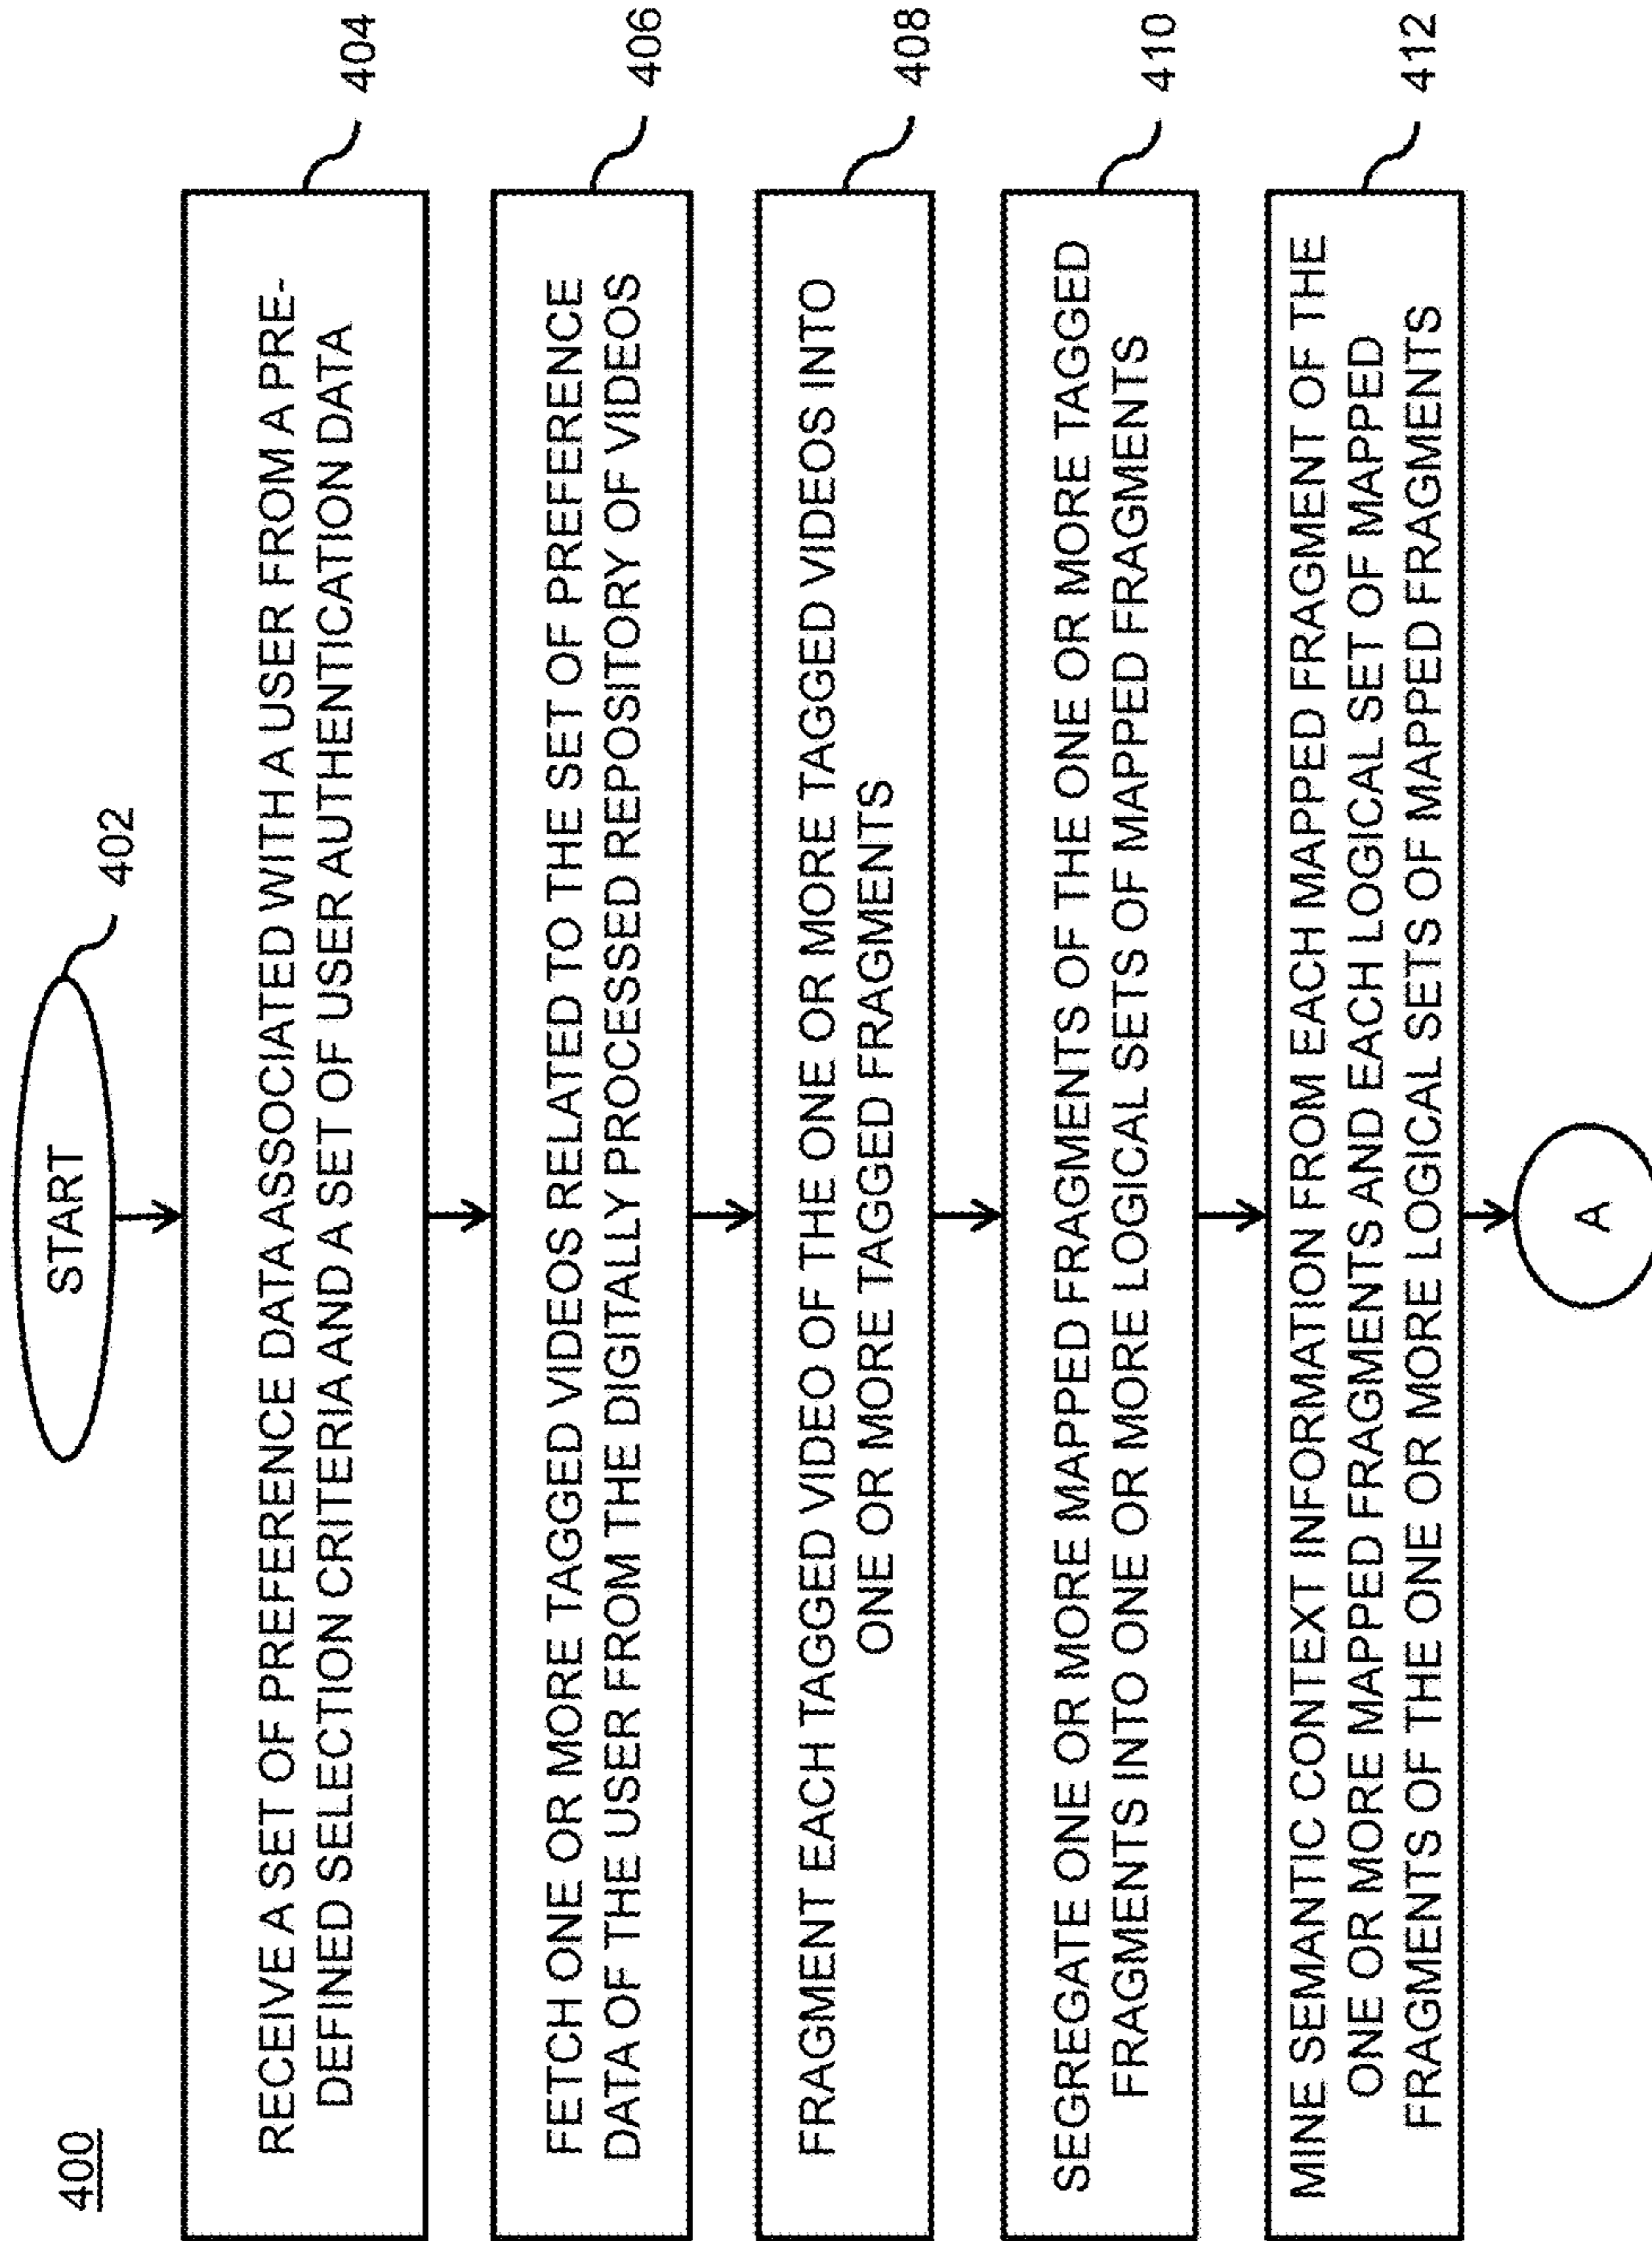 400
START
402
RECEIVE A SET OF PREFERENCE DATA ASSOCIATED WITH A USER FROM A PRE-
DEFINED SELECTION CRITERIA AND A SET OF USER AUTHENTICATION DATA
404
FETCH ONE OR MORE TAGGED VIDEOS RELATED TO THE SET OF PREFERENCE
DATA OF THE USER FROM THE DIGITALLY PROCESSED REPOSITORY OF VIDEOS
406
FRAGMENT EACH TAGGED VIDEO OF THE ONE OR MORE TAGGED VIDEOS INTO
ONE OR MORE TAGGED FRAGMENTS
408
SEGREGATE ONE OR MORE MAPPED FRAGMENTS OF THE ONE OR MORE TAGGED
FRAGMENTS INTO ONE OR MORE LOGICAL SETS OF MAPPED FRAGMENTS
410
MINE SEMANTIC CONTEXT INFORMATION FROM EACH MAPPED FRAGMENT OF THE
ONE OR MORE MAPPED FRAGMENTS AND EACH LOGICAL SET OF MAPPED
FRAGMENTS OF THE ONE OR MORE LOGICAL SETS OF MAPPED FRAGMENTS
412
A